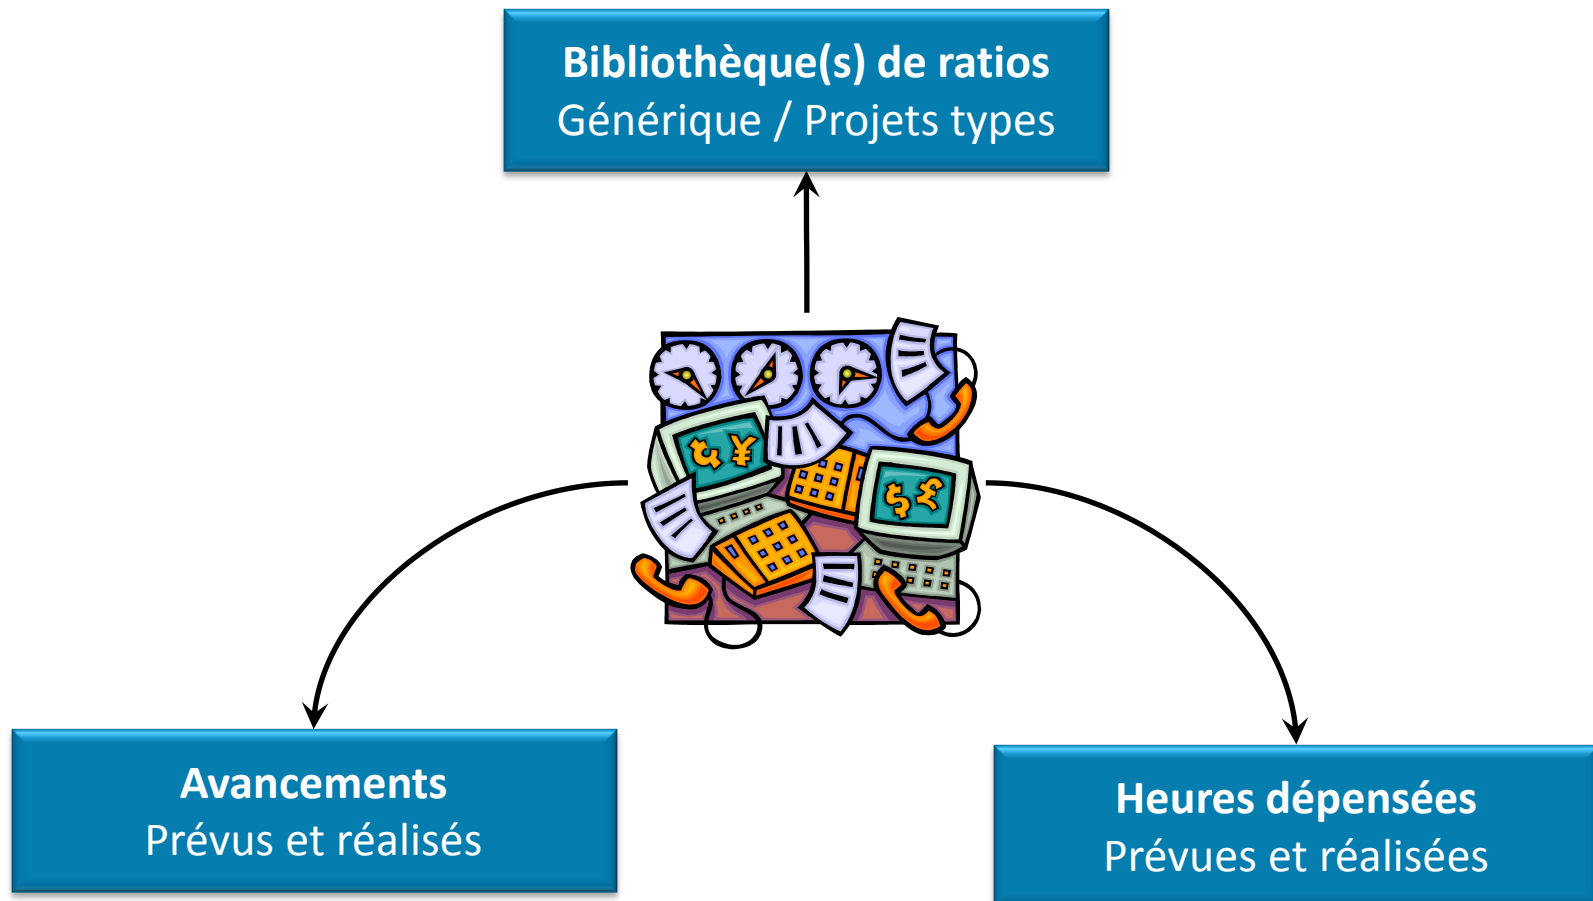 Bibliothèque(s) de ratios
Générique / Projets types
$ ¥
$ £
Avancements
Prévus et réalisés
Heures dépensées
Prévues et réalisées